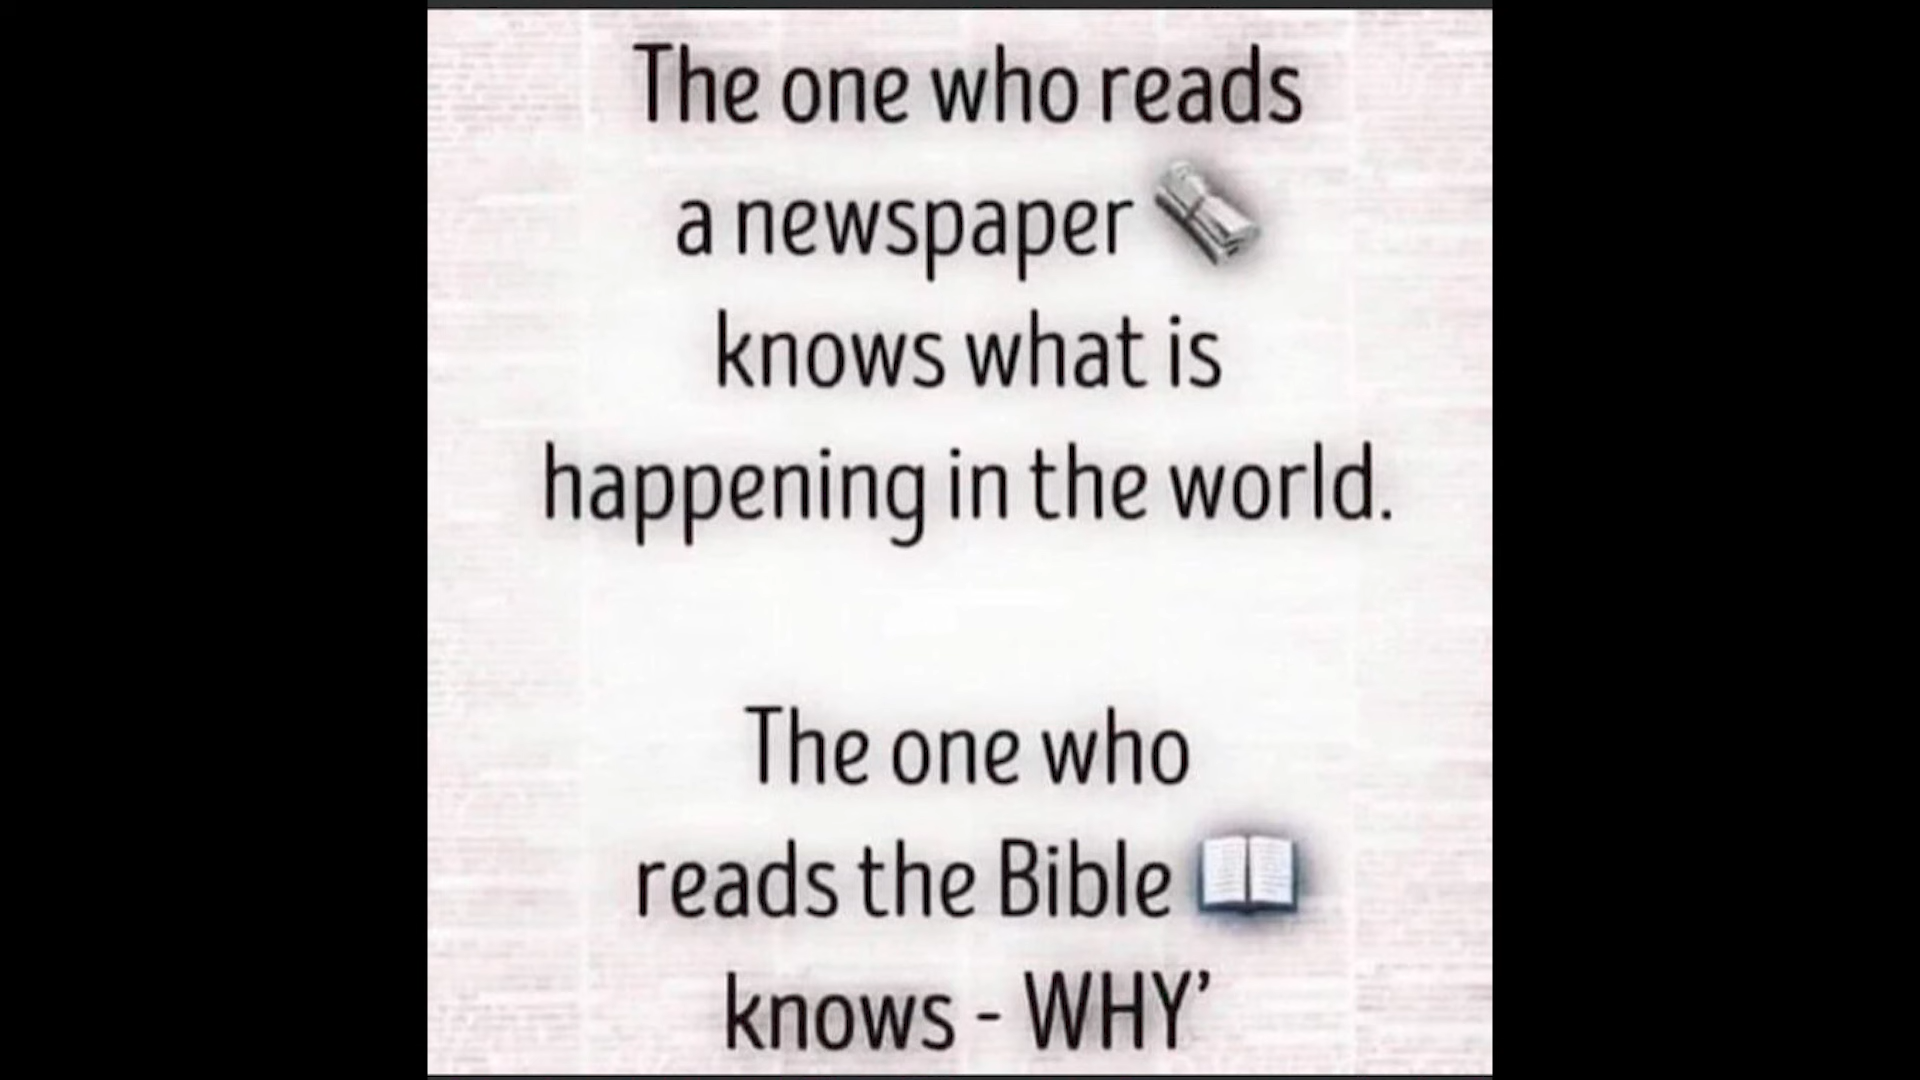 The one who reads
a newspaper 🗞
knows what is
happening in the world.
The one who
reads the Bible 📖
knows - WHY’